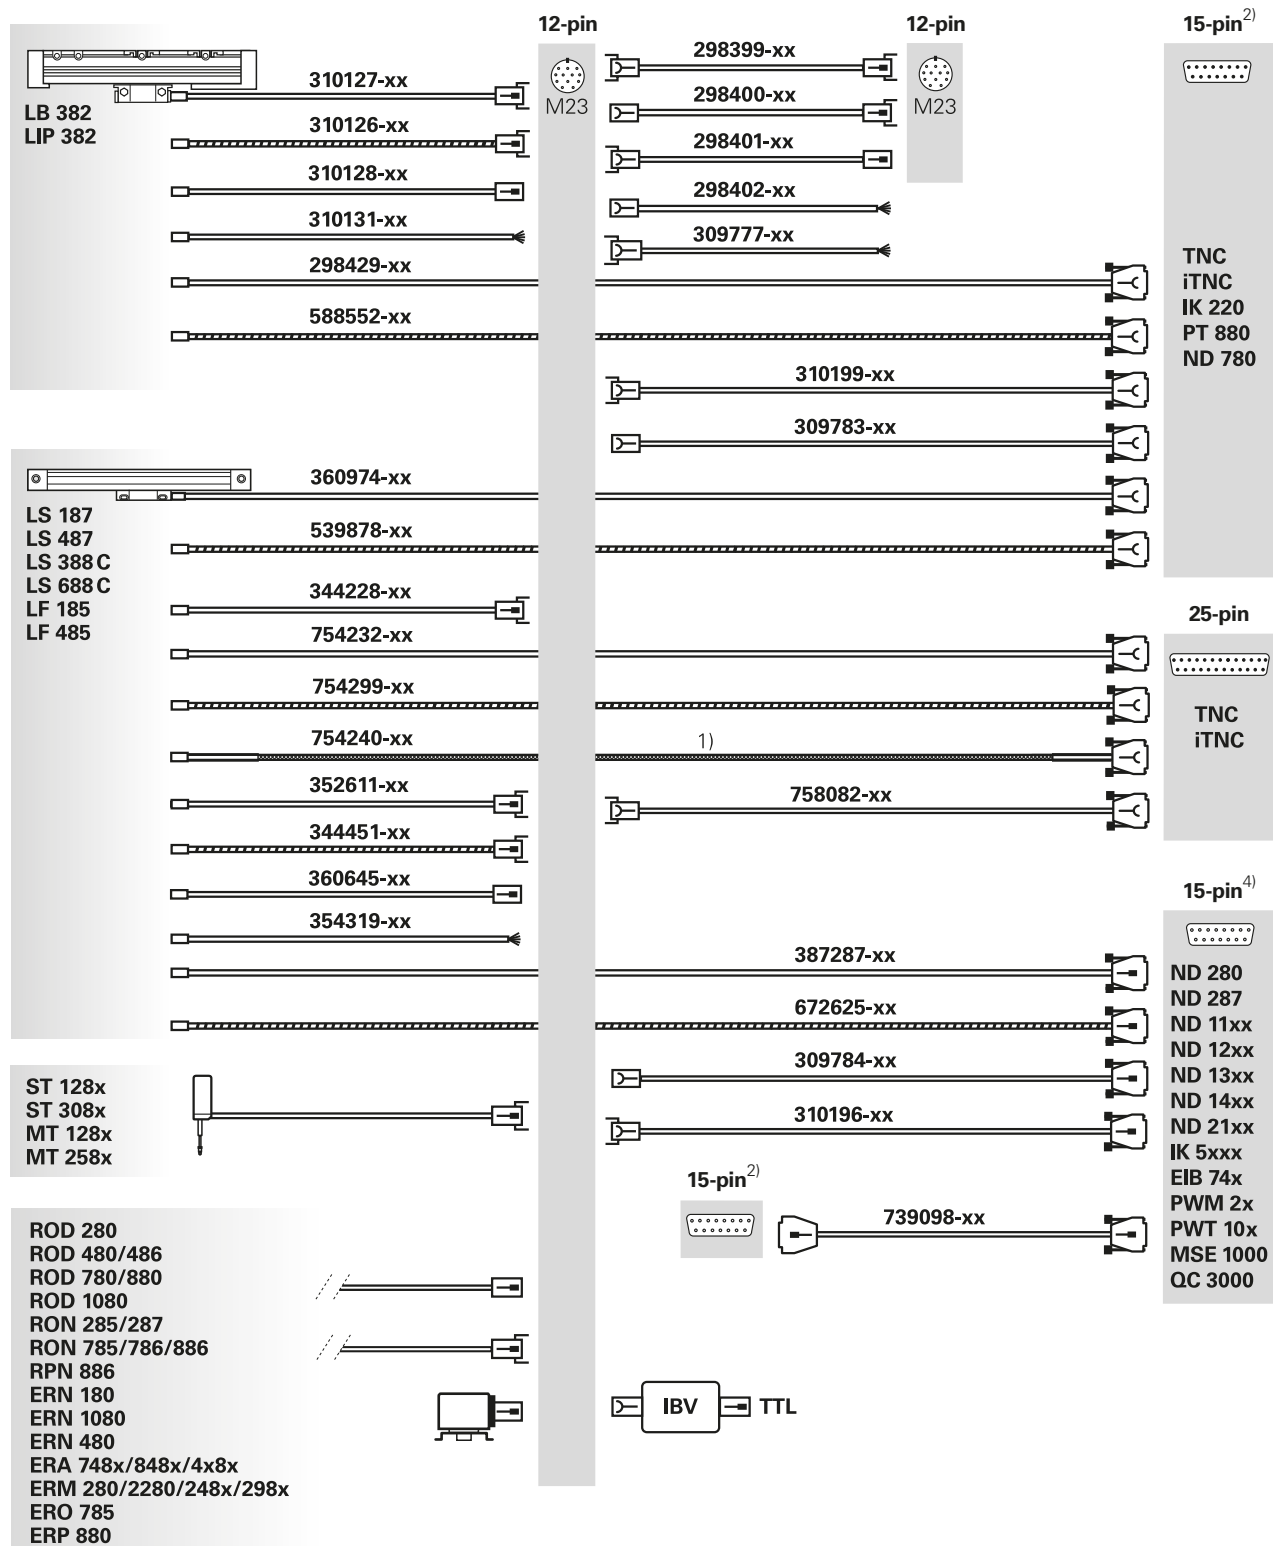 12-pin
12-pin
15-pin2)
M23
M23
LB 382
LIP 382
310127-xx
310126-xx
310128-xx
310131-xx
298429-xx
588552-xx
298399-xx
298400-xx
298401-xx
298402-xx
309777-xx
310199-xx
309783-xx
TNC
iTNC
IK 220
PT 880
ND 780
LS 187
LS 487
LS 388 C
LS 688 C
LF 185
LF 485
360974-xx
539878-xx
344228-xx
754232-xx
754299-xx
754240-xx
1)
352611-xx
344451-xx
360645-xx
354319-xx
758082-xx
25-pin
TNC
iTNC
387287-xx
672625-xx
309784-xx
310196-xx
15-pin4)
ND 280
ND 287
ND 11xx
ND 12xx
ND 13xx
ND 14xx
ND 21xx
IK 5xxx
EIB 74x
PWM 2x
PWT 10x
MSE 1000
QC 3000
ST 128x
ST 308x
MT 128x
MT 258x
15-pin2)
739098-xx
ROD 280
ROD 480/486
ROD 780/880
ROD 1080
RON 285/287
RON 785/786/886
RPN 886
ERN 180
ERN 1080
ERN 480
ERA 748x/848x/4x8x
ERM 280/2280/248x/298x
ERO 785
ERP 880
IBV
TTL